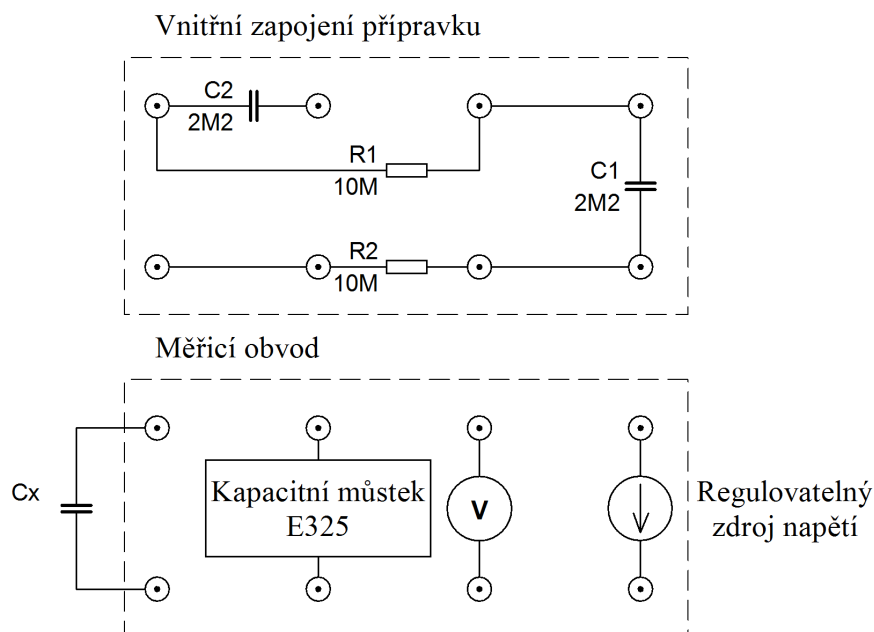 Vnitřní zapojení přípravku
C2
2M2
R1
10M
C1
2M2
R2
10M
Měřicí obvod
Cx
Kapacitní můstek
E325
V
Regulovatelný
zdroj napětí